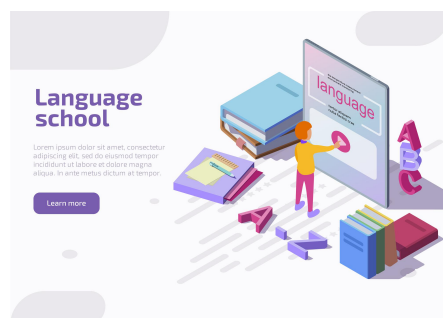 Language
school
Lorem ipsum dolor sit amet, consectetur
adipiscing elit, sed do eiusmod tempor
incididunt ut labore et dolore magna
aliqua. In ante metus dictum at tempor.
Learn more
language
A
B
C
A
Z